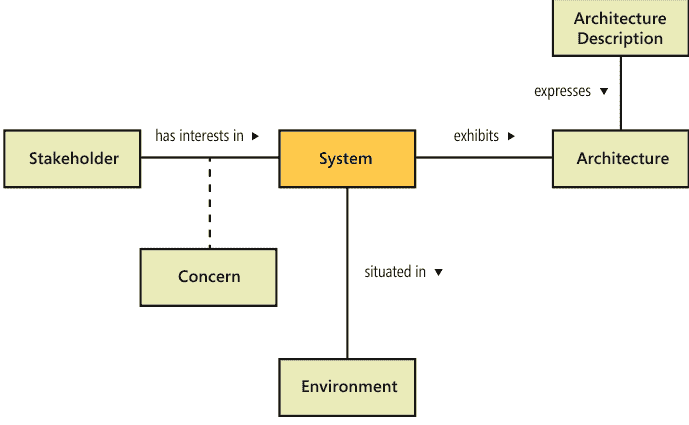 Architecture
Description
expresses ▼
has interests in ►
exhibits ►
Stakeholder
System
Architecture
Concern
situated in ▼
Environment